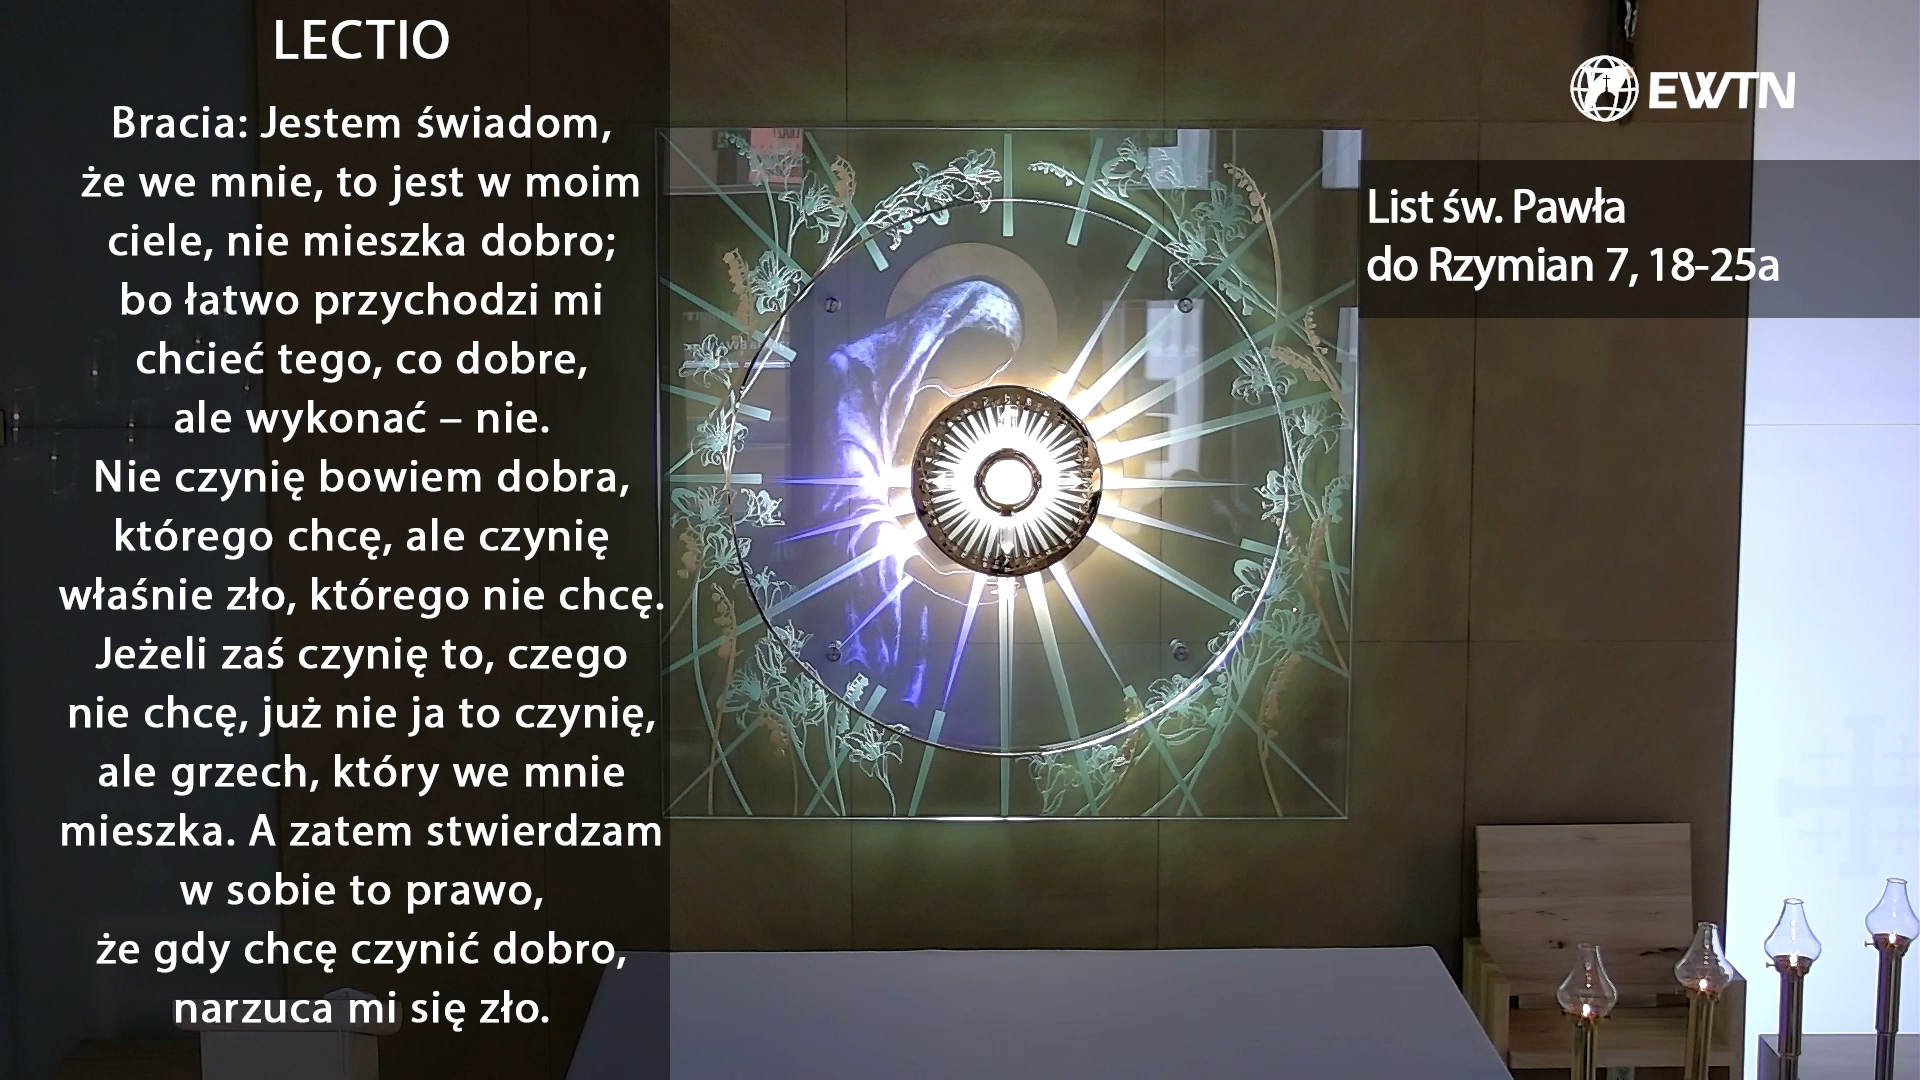 LECTIO
Bracia: Jestem świadom,
że we mnie, to jest w moim
ciele, nie mieszka dobro;
bo łatwo przychodzi mi
chcieć tego, co dobre,
ale wykonać – nie.
Nie czynię bowiem dobra,
którego chcę, ale czynię
właśnie zło, którego nie chcę.
Jeżeli zaś czynię to, czego
nie chcę, już nie ja to czynię,
ale grzech, który we mnie
mieszka. A zatem stwierdzam
w sobie to prawo,
że gdy chcę czynić dobro,
narzuca mi się zło.
EWTN
List św. Pawła
do Rzymian 7, 18-25a